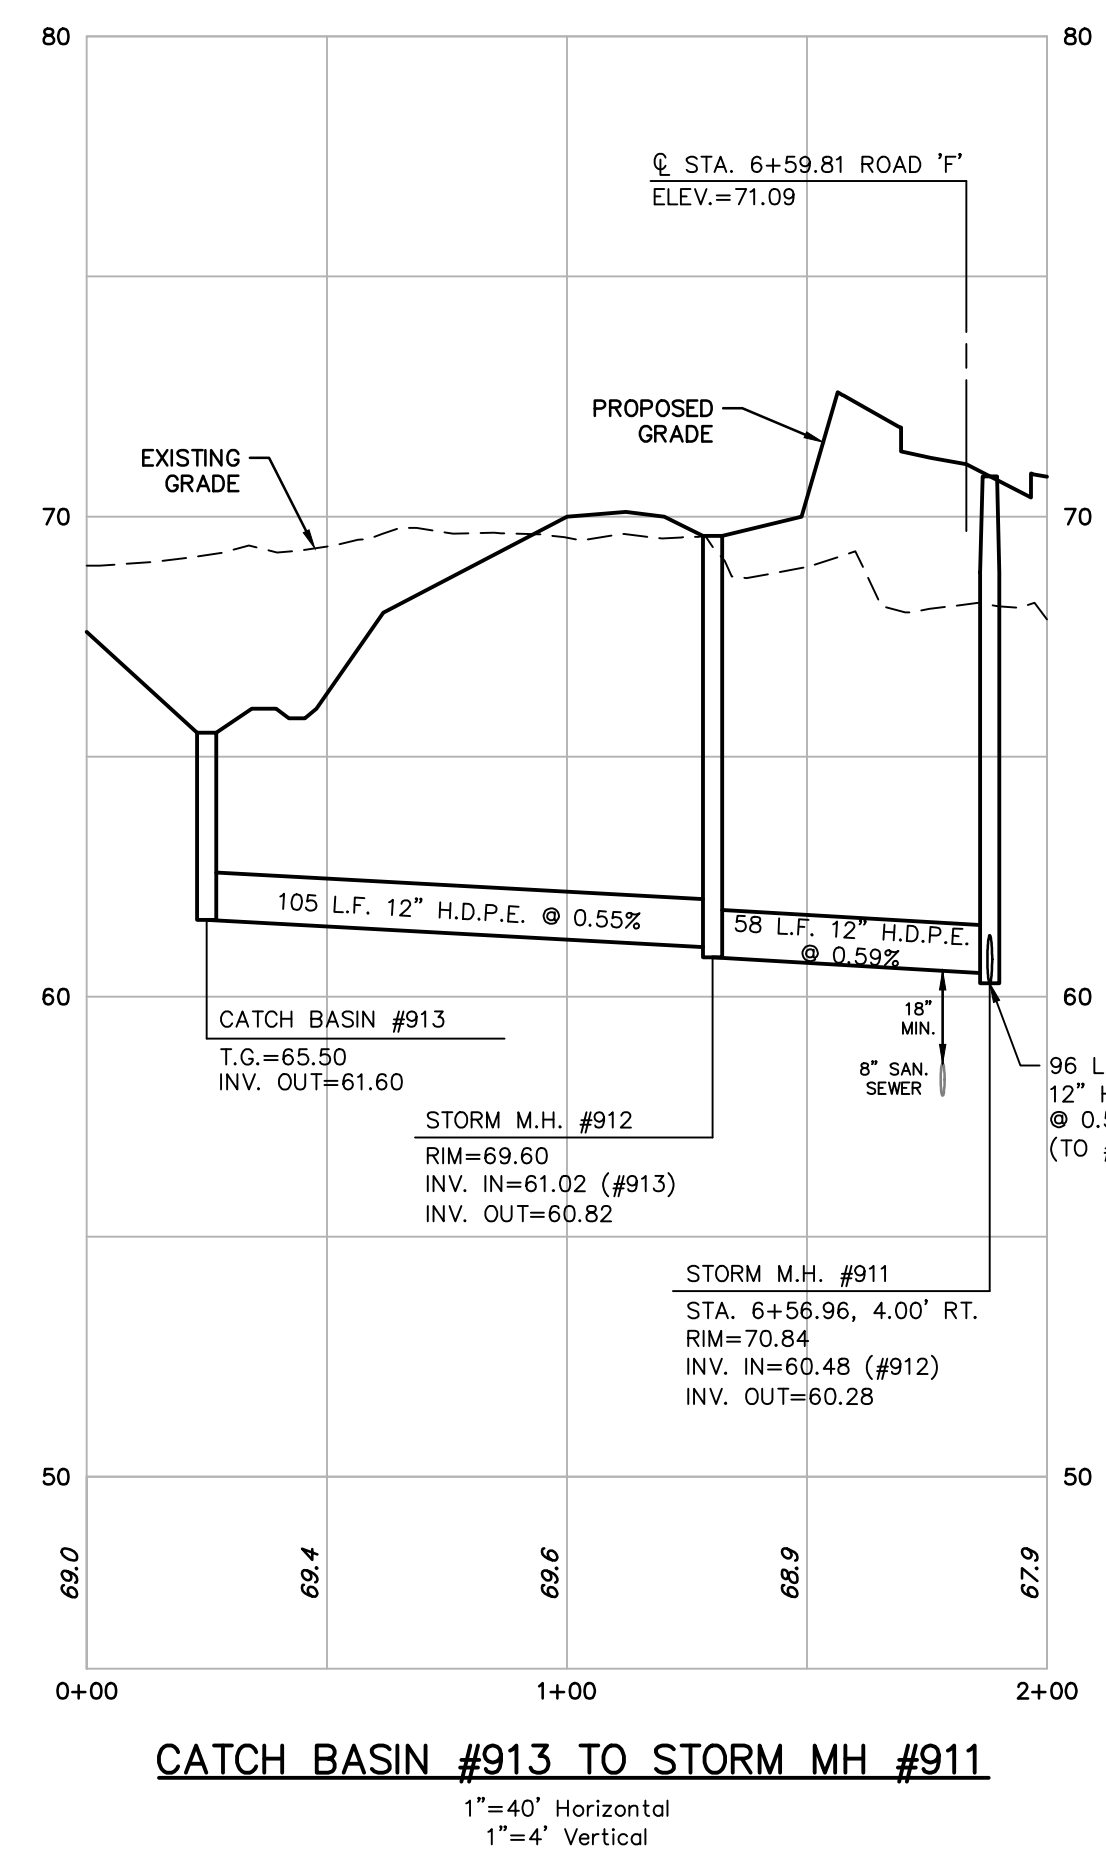 80
80
℄ STA. 6+59.81 ROAD 'F'
ELEV.=71.09
PROPOSED
GRADE
EXISTING
GRADE
70
70
105 L.F. 12" H.D.P.E. @ 0.55%
58 L.F. 12" H.D.P.E.
@ 0.59%
60
60
18"
MIN.
8" SAN.
SEWER
CATCH BASIN #913
T.G.=65.50
INV. OUT=61.60
96 L
12" H
@ 0.5
(TO #
STORM M.H. #912
RIM=69.60
INV. IN=61.02 (#913)
INV. OUT=60.82
STORM M.H. #911
STA. 6+56.96, 4.00' RT.
RIM=70.84
INV. IN=60.48 (#912)
INV. OUT=60.28
50
50
69.0
69.4
69.6
68.9
67.9
0+00
1+00
2+00
CATCH BASIN #913 TO STORM MH #911
1"=40' Horizontal
1"=4' Vertical